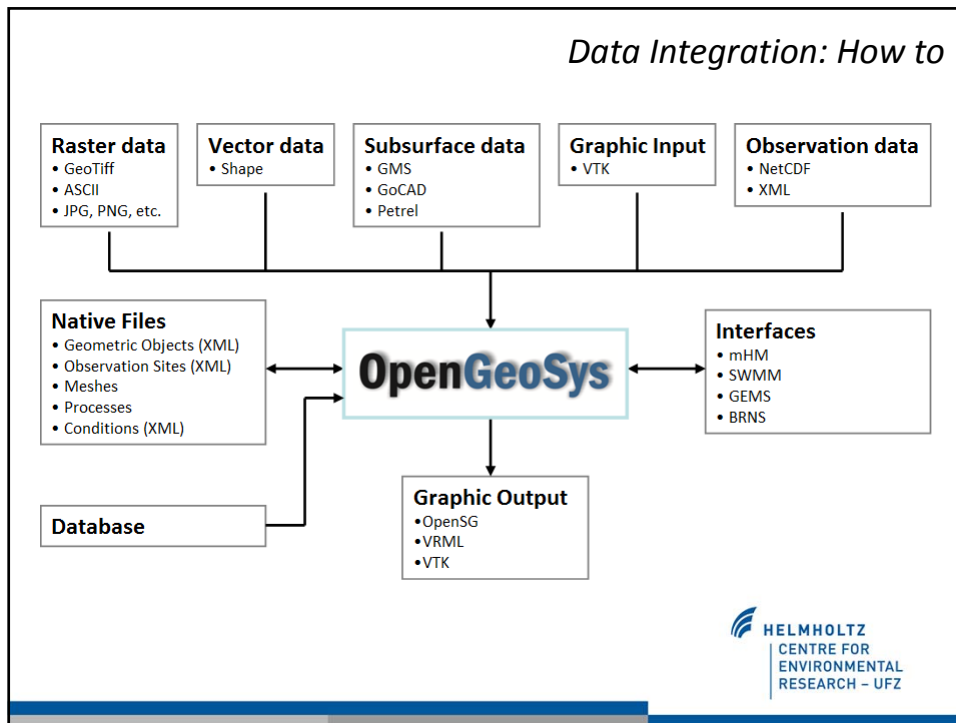 Data Integration: How to
Raster data
• GeoTiff
• ASCII
• JPG, PNG, etc.
Vector data
• Shape
Subsurface data
• GMS
• GoCAD
• Petrel
Graphic Input
• VTK
Observation data
• NetCDF
• XML
Native Files
• Geometric Objects (XML)
• Observation Sites (XML)
• Meshes
• Processes
• Conditions (XML)
OpenGeoSys
Interfaces
• mHM
• SWMM
• GEMS
• BRNS
Database
Graphic Output
•OpenSG
•VRML
•VTK
HELMHOLTZ
CENTRE FOR
ENVIRONMENTAL
RESEARCH – UFZ